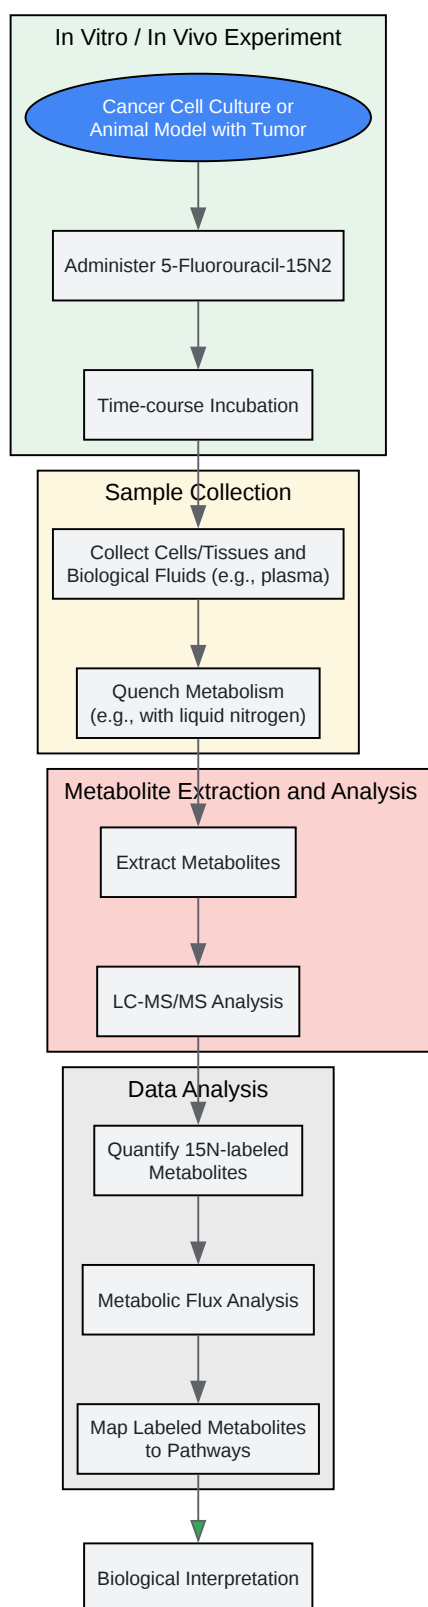 In Vitro / In Vivo Experiment
Cancer Cell Culture or
Animal Model with Tumor
Administer 5-Fluorouracil-15N2
Time-course Incubation
Sample Collection
Collect Cells/Tissues and
Biological Fluids (e.g., plasma)
Quench Metabolism
(e.g., with liquid nitrogen)
Metabolite Extraction and Analysis
Extract Metabolites
LC-MS/MS Analysis
Data Analysis
Quantify 15N-labeled
Metabolites
Metabolic Flux Analysis
Map Labeled Metabolites
to Pathways
Biological Interpretation